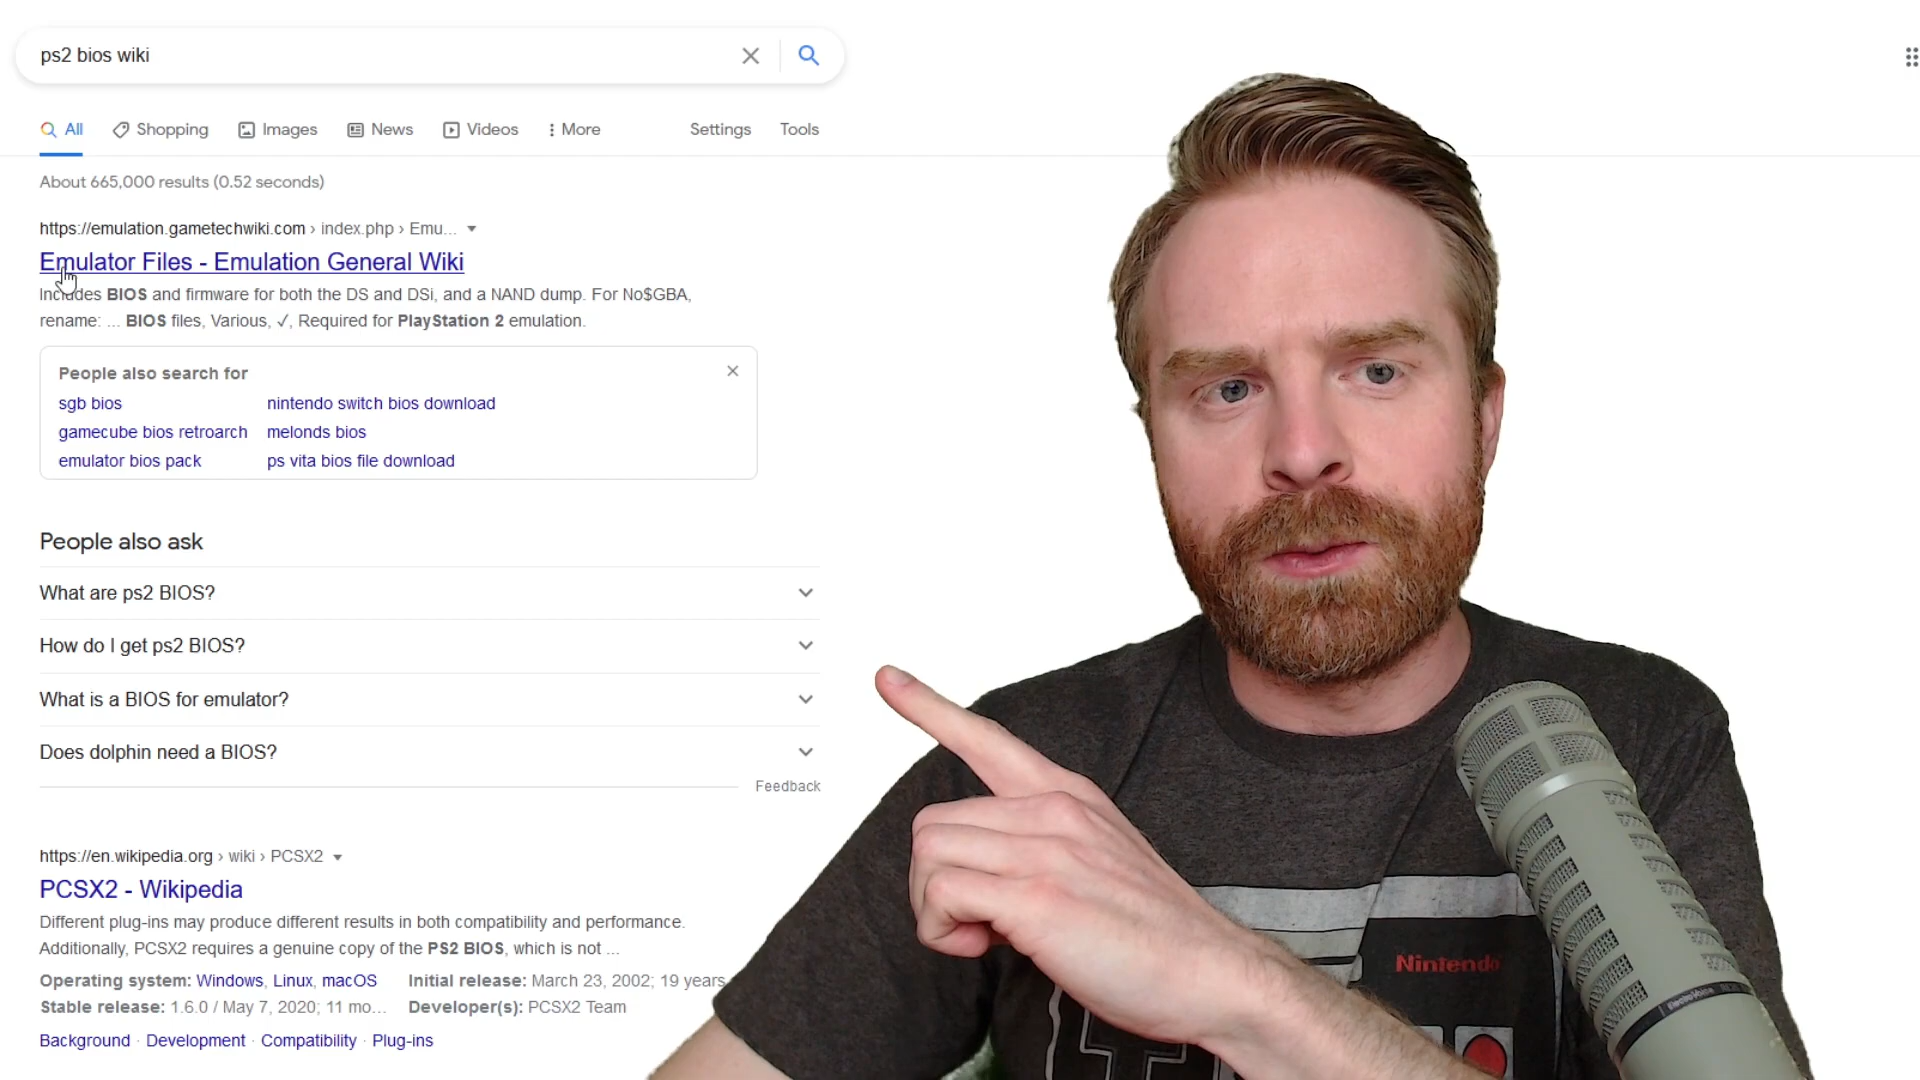 ps2 bios wiki
All Shopping Images News Videos More Settings Tools
About 665,000 results (0.52 seconds)
https://emulation.gametechwiki.com › index.php › Emu...
Emulator Files - Emulation General Wiki
Includes BIOS and firmware for both the DS and DSi, and a NAND dump. For No$GBA,
rename: ... BIOS files, Various, ✓, Required for PlayStation 2 emulation.
People also search for
sgb bios nintendo switch bios download
gamecube bios retroarch melonds bios
emulator bios pack ps vita bios file download
People also ask
What are ps2 BIOS?
How do I get ps2 BIOS?
What is a BIOS for emulator?
Does dolphin need a BIOS?
Feedback
https://en.wikipedia.org › wiki › PCSX2
PCSX2 - Wikipedia
Different plug-ins may produce different results in both compatibility and performance.
Additionally, PCSX2 requires a genuine copy of the PS2 BIOS, which is not ...
Operating system: Windows, Linux, macOS Initial release: March 23, 2002; 19 years
Stable release: 1.6.0 / May 7, 2020; 11 mo... Developer(s): PCSX2 Team
Background · Development · Compatibility · Plug-ins
Nintendo
ElectroVoice